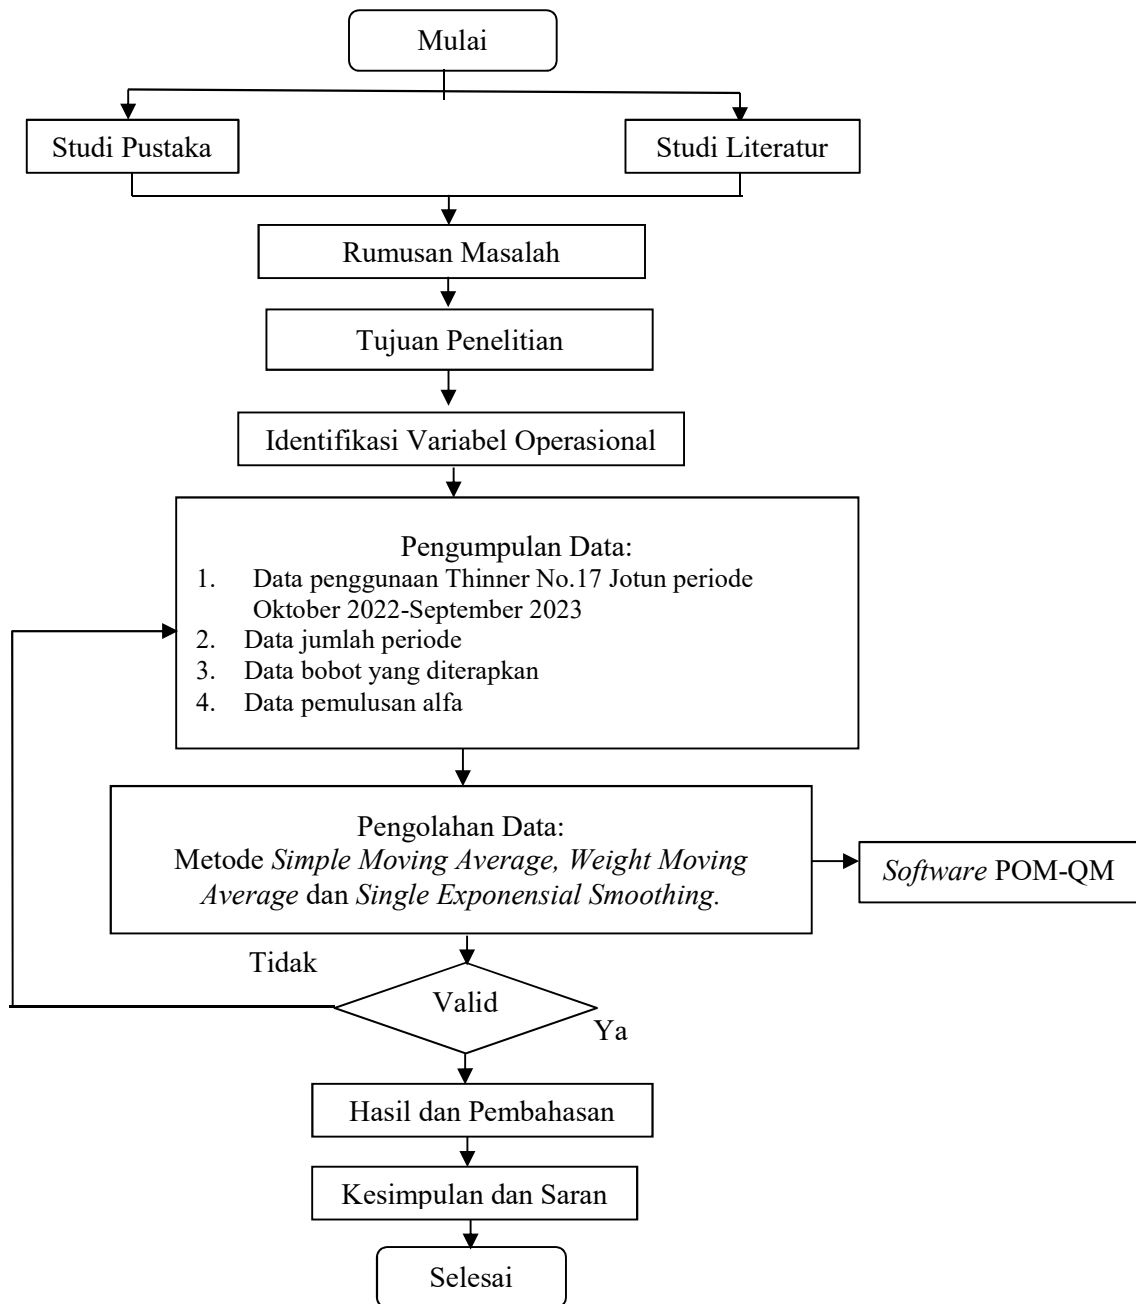 Mulai
Studi Pustaka
Studi Literatur
Rumusan Masalah
Tujuan Penelitian
Identifikasi Variabel Operasional
Pengumpulan Data:
1. Data penggunaan Thinner No.17 Jotun periode
Oktober 2022-September 2023
2. Data jumlah periode
3. Data bobot yang diterapkan
4. Data pemulusan alfa
Pengolahan Data:
Metode Simple Moving Average, Weight Moving
Average dan Single Exponensial Smoothing.
Software POM-QM
Tidak
Valid
Ya
Hasil dan Pembahasan
Kesimpulan dan Saran
Selesai